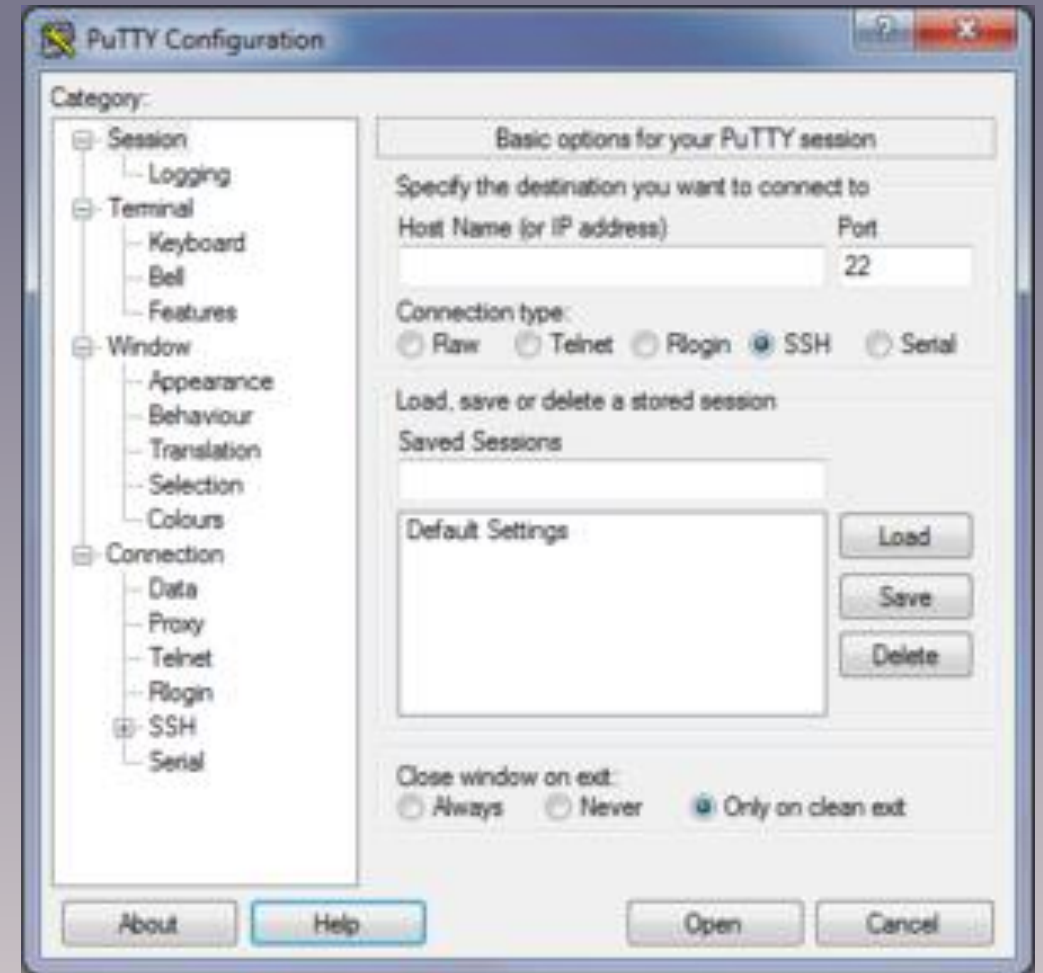 PuTTY Configuration
?
Category:
Session
Logging
Terminal
Keyboard
Bell
Features
Window
Appearance
Behaviour
Translation
Selection
Colours
Connection
Data
Proxy
Telnet
Rlogin
SSH
Serial
Basic options for your PuTTY session
Specify the destination you want to connect to
Host Name (or IP address) Port
22
Connection type:
Raw Telnet Rlogin SSH Serial
Load, save or delete a stored session
Saved Sessions
Default Settings
Load
Save
Delete
Close window on exit:
Always Never Only on clean exit
About Help Open Cancel